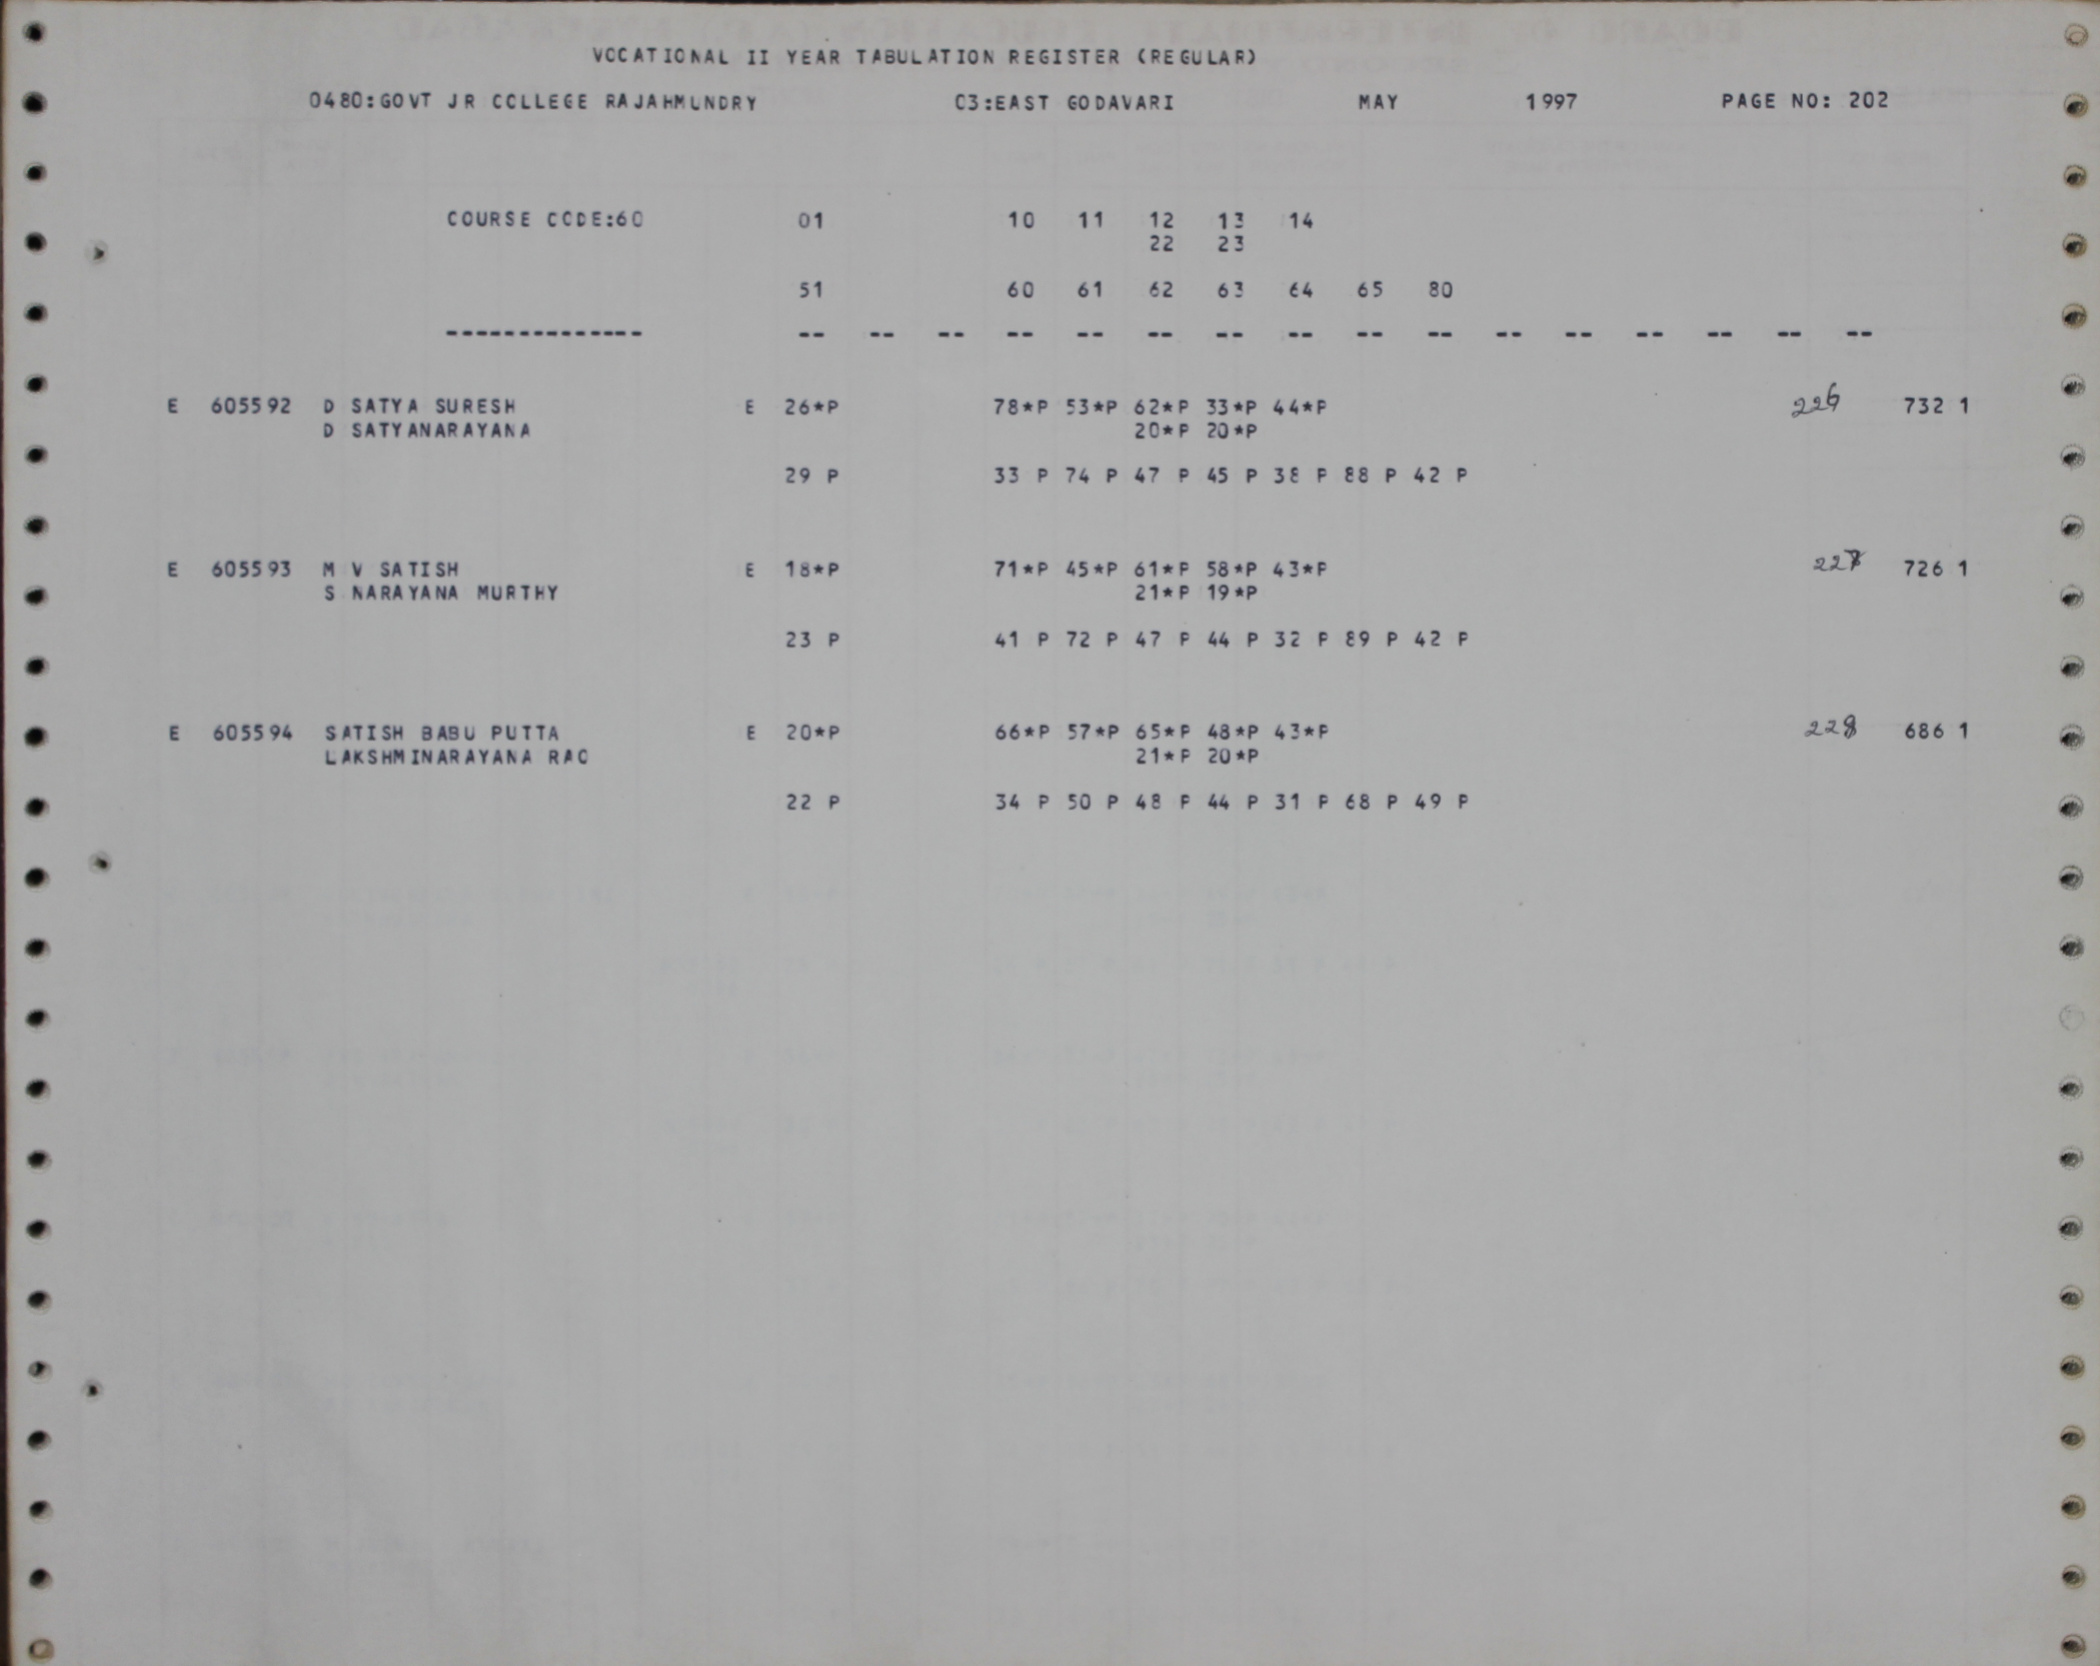 VOCATIONAL II YEAR TABULATION REGISTER (REGULAR)
0480:GOVT JR COLLEGE RAJAHMUNDRY 03:EAST GODAVARI MAY 1997 PAGE NO: 202
COURSE CODE:60 01 10 11 12 13 14
22 23
51 60 61 62 63 64 65 80
-------------- -- -- -- -- -- -- -- -- -- -- -- -- -- -- -- --
E 605592 D SATYA SURESH E 26*P 78*P 53*P 62*P 33*P 44*P 226 732 1
D SATYANARAYANA 20*P 20*P
29 P 33 P 74 P 47 P 45 P 38 P 88 P 42 P
E 605593 M V SATISH E 18*P 71*P 45*P 61*P 58*P 43*P 227 726 1
S NARAYANA MURTHY 21*P 19*P
23 P 41 P 72 P 47 P 44 P 32 P 89 P 42 P
E 605594 SATISH BABU PUTTA E 20*P 66*P 57*P 65*P 48*P 43*P 228 686 1
LAKSHMINARAYANA RAO 21*P 20*P
22 P 34 P 50 P 48 P 44 P 31 P 68 P 49 P